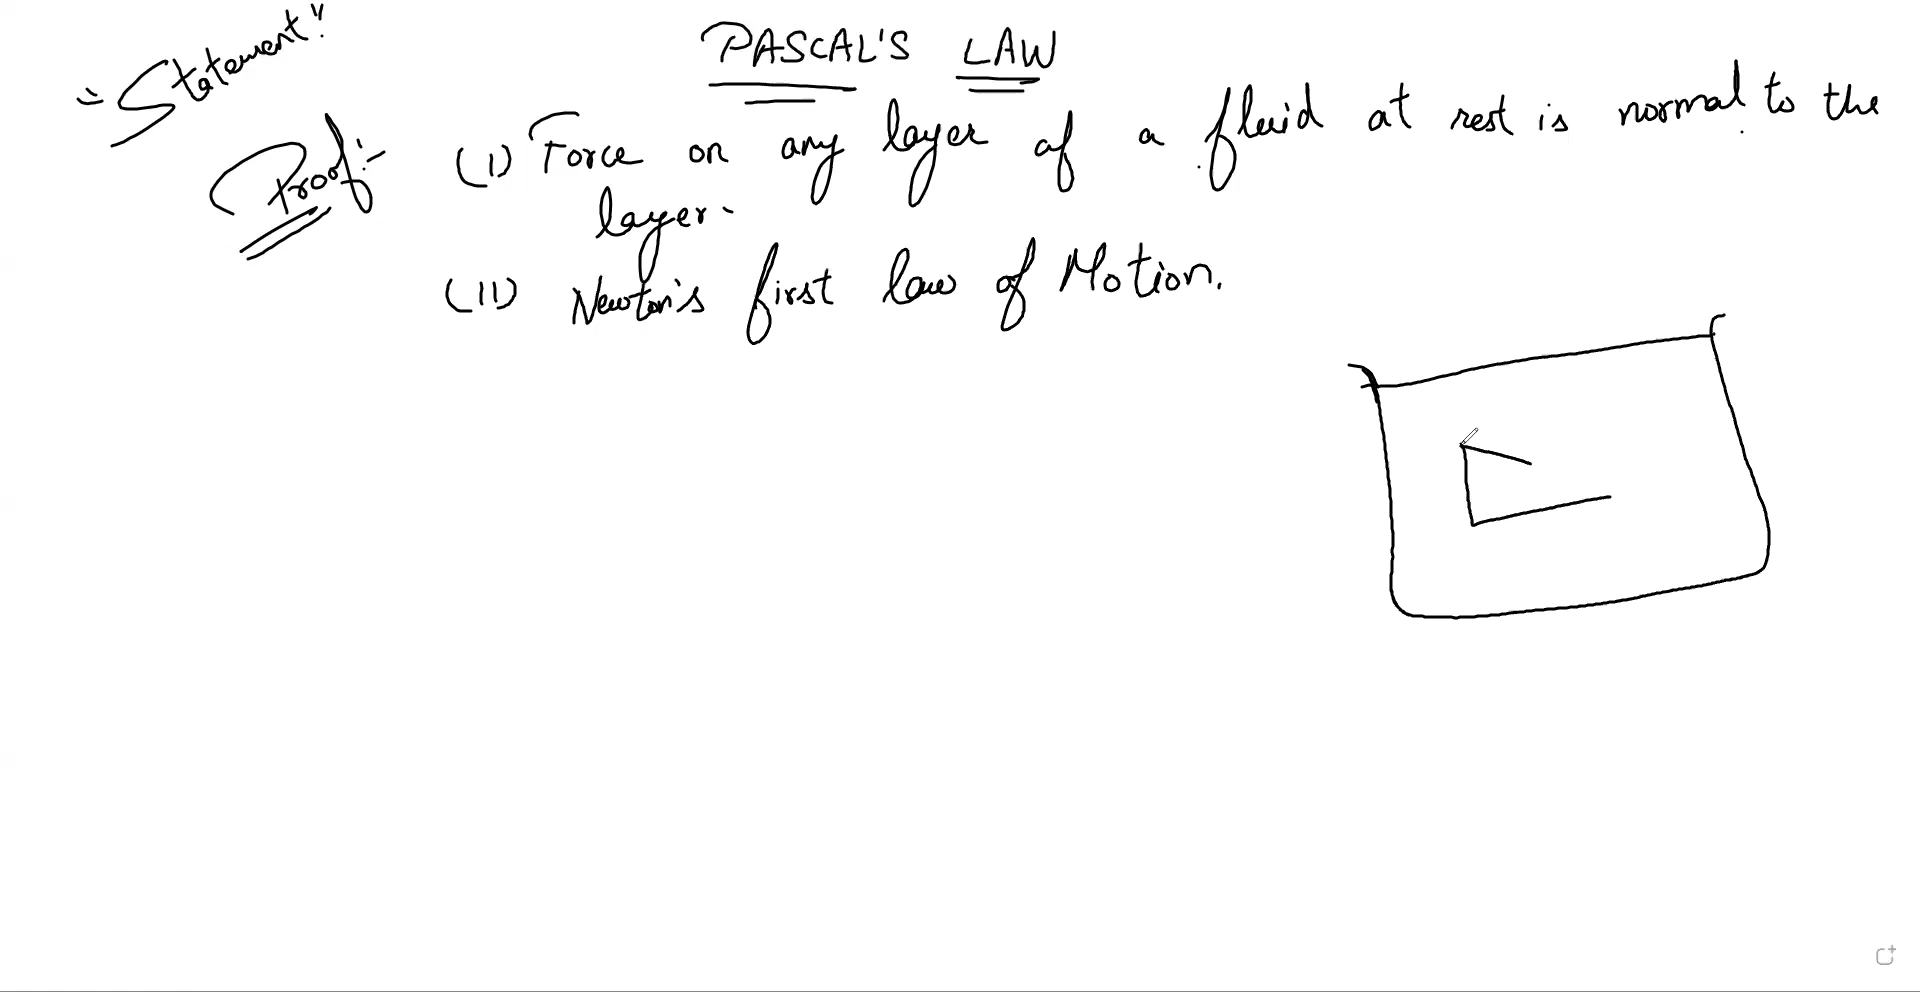 "Statement"
PASCAL'S LAW
Proof:- (I) Force on any layer of a fluid at rest is normal to the
layer.
(II) Newton's first law of Motion.